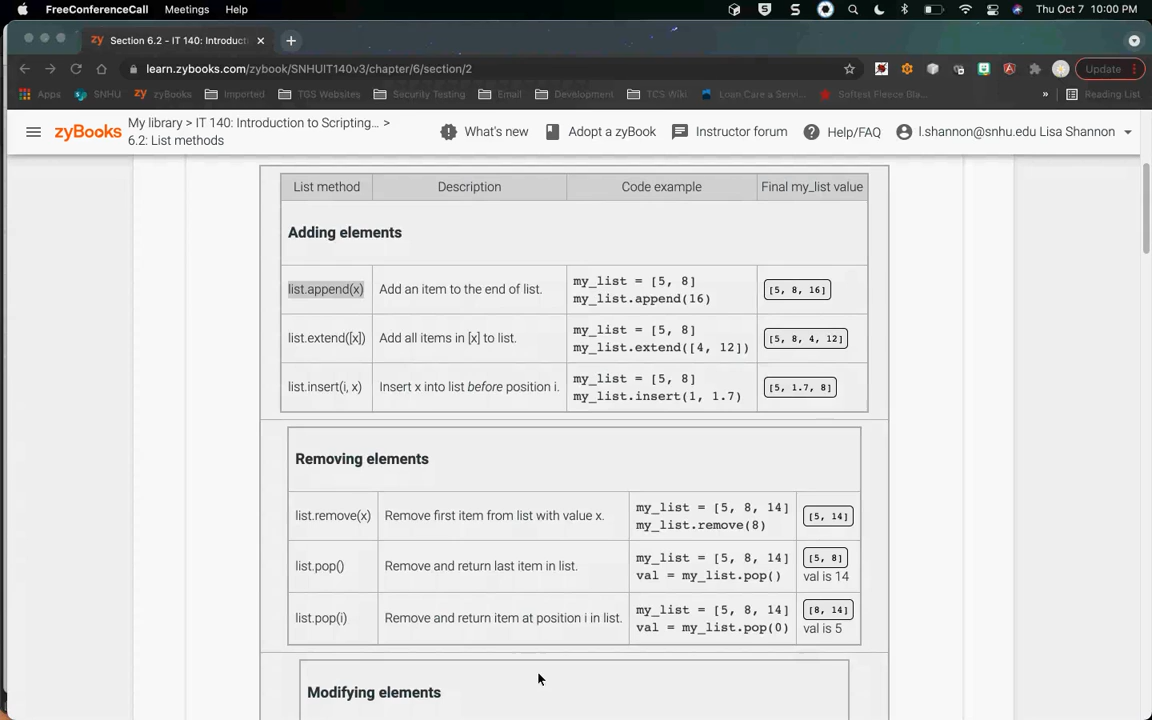 FreeConferenceCall Meetings Help Thu Oct 7 10:00 PM
zy Section 6.2 - IT 140: Introduct
learn.zybooks.com/zybook/SNHUIT140v3/chapter/6/section/2 Update
Apps SNHU zy zyBooks Imported TGS Websites Security Testing Email Development TCS Wiki Loan Care a Servi... Softest Fleece Bla... » Reading List
zyBooks My library > IT 140: Introduction to Scripting... > What's new Adopt a zyBook Instructor forum Help/FAQ l.shannon@snhu.edu Lisa Shannon
6.2: List methods
List method Description Code example Final my_list value
Adding elements
list.append(x) Add an item to the end of list. my_list = [5, 8] [5, 8, 16]
my_list.append(16)
list.extend([x]) Add all items in [x] to list. my_list = [5, 8] [5, 8, 4, 12]
my_list.extend([4, 12])
list.insert(i, x) Insert x into list before position i. my_list = [5, 8] [5, 1.7, 8]
my_list.insert(1, 1.7)
Removing elements
list.remove(x) Remove first item from list with value x. my_list = [5, 8, 14] [5, 14]
my_list.remove(8)
list.pop() Remove and return last item in list. my_list = [5, 8, 14] [5, 8]
val = my_list.pop() val is 14
list.pop(i) Remove and return item at position i in list. my_list = [5, 8, 14] [8, 14]
val = my_list.pop(0) val is 5
Modifying elements